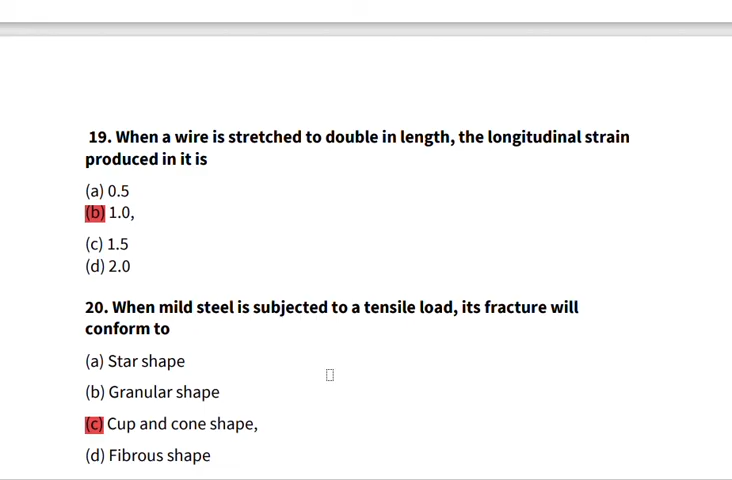 19. When a wire is stretched to double in length, the longitudinal strain
produced in it is
(a) 0.5
(b) 1.0,
(c) 1.5
(d) 2.0
20. When mild steel is subjected to a tensile load, its fracture will
conform to
(a) Star shape
(b) Granular shape
(c) Cup and cone shape,
(d) Fibrous shape